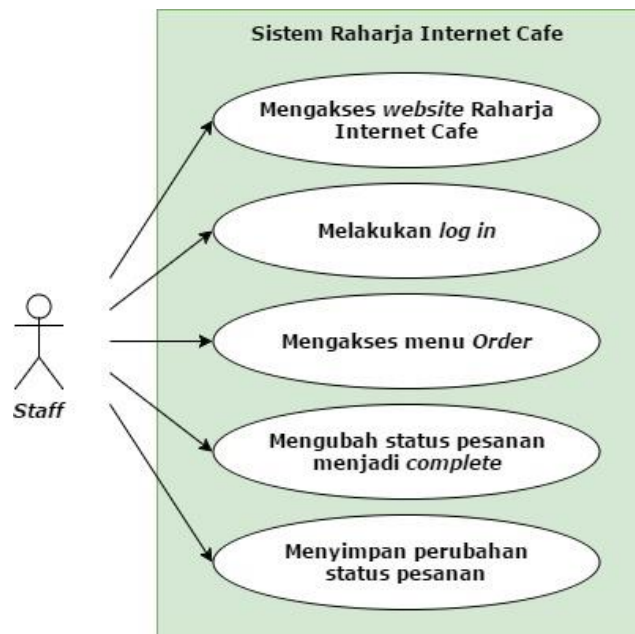 Sistem Raharja Internet Cafe
Mengakses website Raharja
Internet Cafe
Melakukan log in
Mengakses menu Order
Staff
Mengubah status pesanan
menjadi complete
Menyimpan perubahan
status pesanan